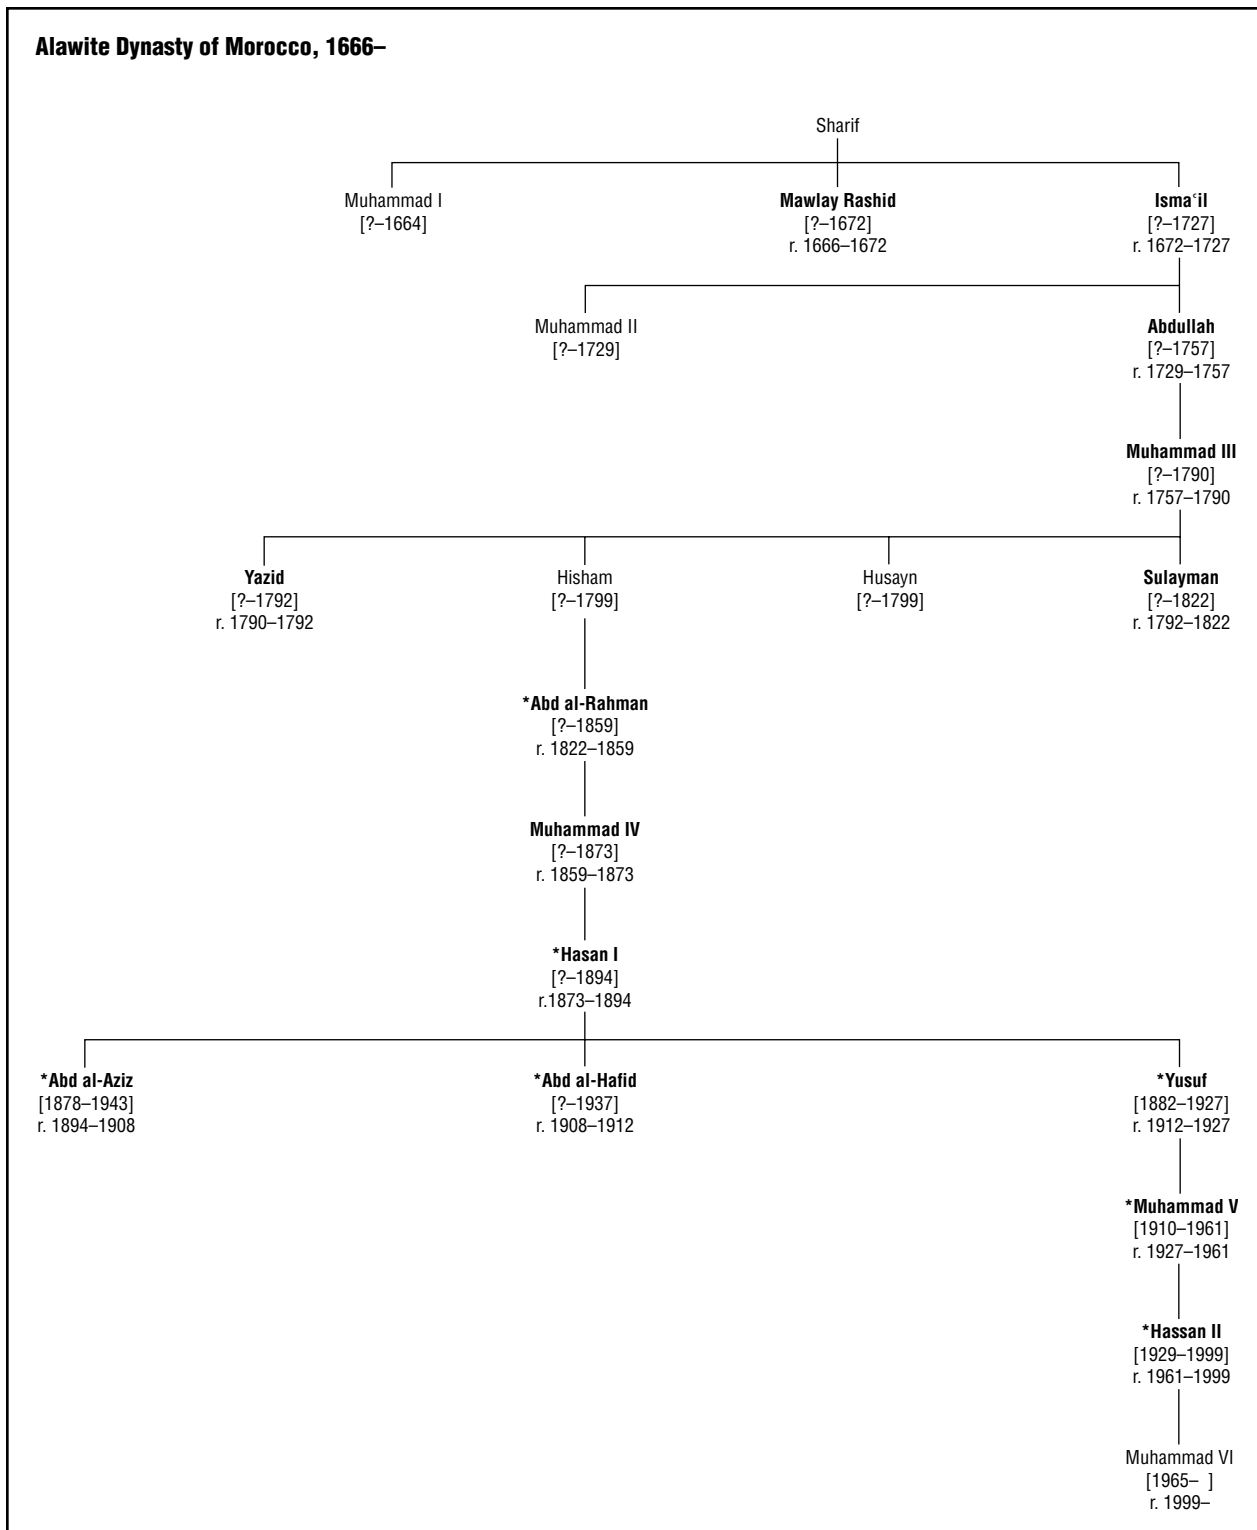 Alawite Dynasty of Morocco, 1666–
Sharif
Muhammad I
[?–1664]
Mawlay Rashid
[?–1672]
r. 1666–1672
Ismaʿil
[?–1727]
r. 1672–1727
Muhammad II
[?–1729]
Abdullah
[?–1757]
r. 1729–1757
Muhammad III
[?–1790]
r. 1757–1790
Yazid
[?–1792]
r. 1790–1792
Hisham
[?–1799]
Husayn
[?–1799]
Sulayman
[?–1822]
r. 1792–1822
*Abd al-Rahman
[?–1859]
r. 1822–1859
Muhammad IV
[?–1873]
r. 1859–1873
*Hasan I
[?–1894]
r.1873–1894
*Abd al-Aziz
[1878–1943]
r. 1894–1908
*Abd al-Hafid
[?–1937]
r. 1908–1912
*Yusuf
[1882–1927]
r. 1912–1927
*Muhammad V
[1910–1961]
r. 1927–1961
*Hassan II
[1929–1999]
r. 1961–1999
Muhammad VI
[1965– ]
r. 1999–